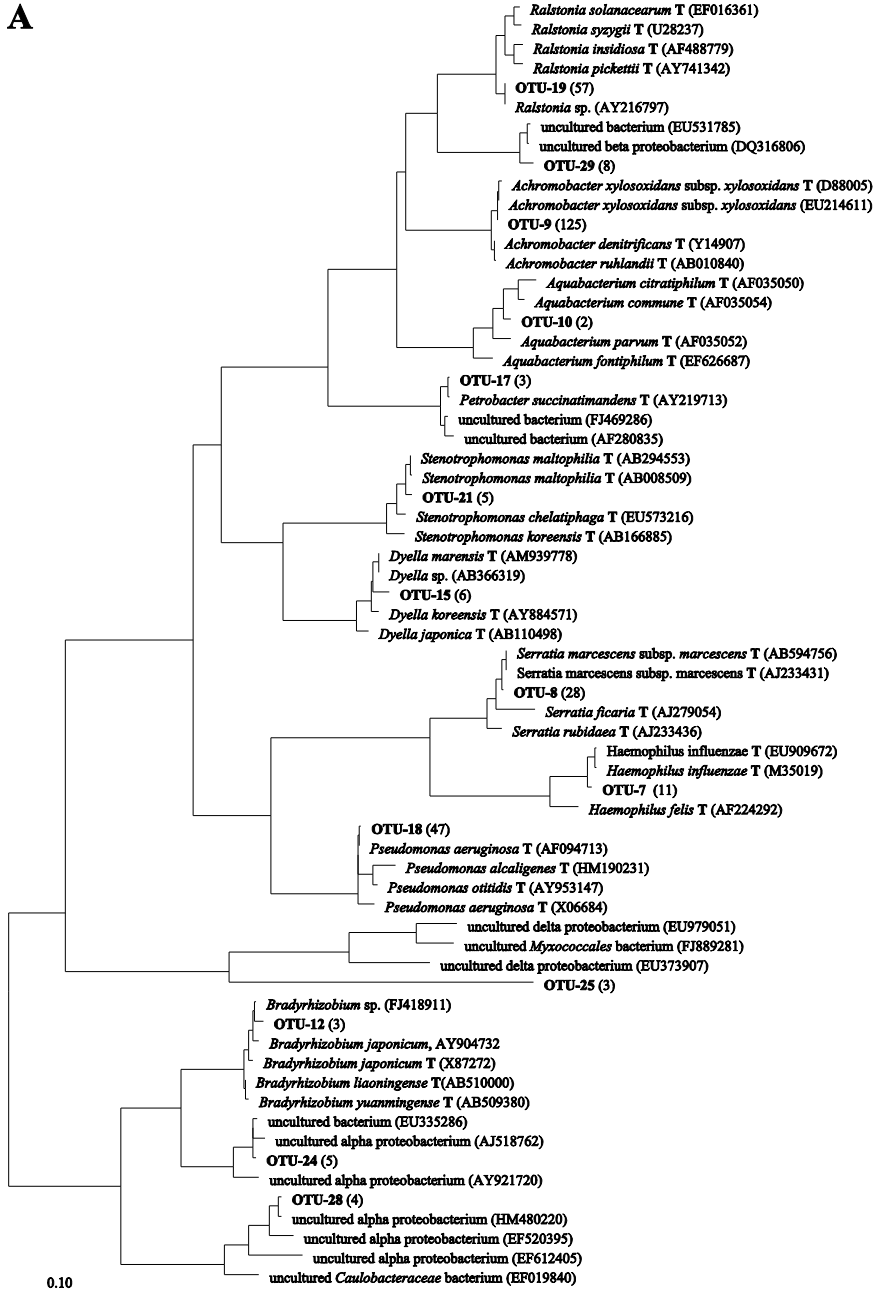 A
Ralstonia solanacearum T (EF016361)
Ralstonia syzygii T (U28237)
Ralstonia insidiosa T (AF488779)
Ralstonia pickettii T (AY741342)
OTU-19 (57)
Ralstonia sp. (AY216797)
uncultured bacterium (EU531785)
uncultured beta proteobacterium (DQ316806)
OTU-29 (8)
Achromobacter xylosoxidans subsp. xylosoxidans T (D88005)
Achromobacter xylosoxidans subsp. xylosoxidans (EU214611)
OTU-9 (125)
Achromobacter denitrificans T (Y14907)
Achromobacter ruhlandii T (AB010840)
Aquabacterium citratiphilum T (AF035050)
Aquabacterium commune T (AF035054)
OTU-10 (2)
Aquabacterium parvum T (AF035052)
Aquabacterium fontiphilum T (EF626687)
OTU-17 (3)
Petrobacter succinatimandens T (AY219713)
uncultured bacterium (FJ469286)
uncultured bacterium (AF280835)
Stenotrophomonas maltophilia T (AB294553)
Stenotrophomonas maltophilia T (AB008509)
OTU-21 (5)
Stenotrophomonas chelatiphaga T (EU573216)
Stenotrophomonas koreensis T (AB166885)
Dyella marensis T (AM939778)
Dyella sp. (AB366319)
OTU-15 (6)
Dyella koreensis T (AY884571)
Dyella japonica T (AB110498)
Serratia marcescens subsp. marcescens T (AB594756)
Serratia marcescens subsp. marcescens T (AJ233431)
OTU-8 (28)
Serratia ficaria T (AJ279054)
Serratia rubidaea T (AJ233436)
Haemophilus influenzae T (EU909672)
Haemophilus influenzae T (M35019)
OTU-7 (11)
Haemophilus felis T (AF224292)
OTU-18 (47)
Pseudomonas aeruginosa T (AF094713)
Pseudomonas alcaligenes T (HM190231)
Pseudomonas otitidis T (AY953147)
Pseudomonas aeruginosa T (X06684)
uncultured delta proteobacterium (EU979051)
uncultured Myxococcales bacterium (FJ889281)
uncultured delta proteobacterium (EU373907)
OTU-25 (3)
Bradyrhizobium sp. (FJ418911)
OTU-12 (3)
Bradyrhizobium japonicum, AY904732
Bradyrhizobium japonicum T (X87272)
Bradyrhizobium liaoningense T(AB510000)
Bradyrhizobium yuanmingense T (AB509380)
uncultured bacterium (EU335286)
uncultured alpha proteobacterium (AJ518762)
OTU-24 (5)
uncultured alpha proteobacterium (AY921720)
OTU-28 (4)
uncultured alpha proteobacterium (HM480220)
uncultured alpha proteobacterium (EF520395)
uncultured alpha proteobacterium (EF612405)
uncultured Caulobacteraceae bacterium (EF019840)
0.10